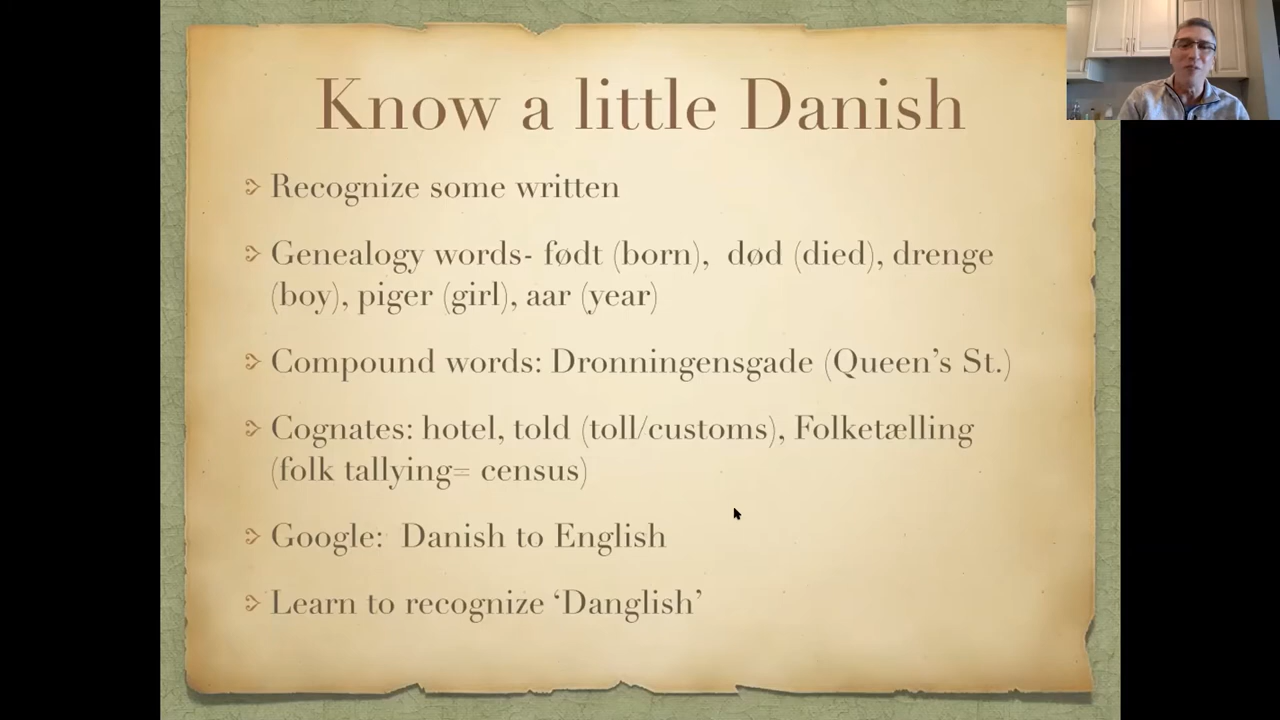 Know a little Danish
Recognize some written
Genealogy words- født (born), død (died), drenge
(boy), piger (girl), aar (year)
Compound words: Dronningensgade (Queen’s St.)
Cognates: hotel, told (toll/customs), Folketælling
(folk tallying= census)
Google: Danish to English
Learn to recognize ‘Danglish’